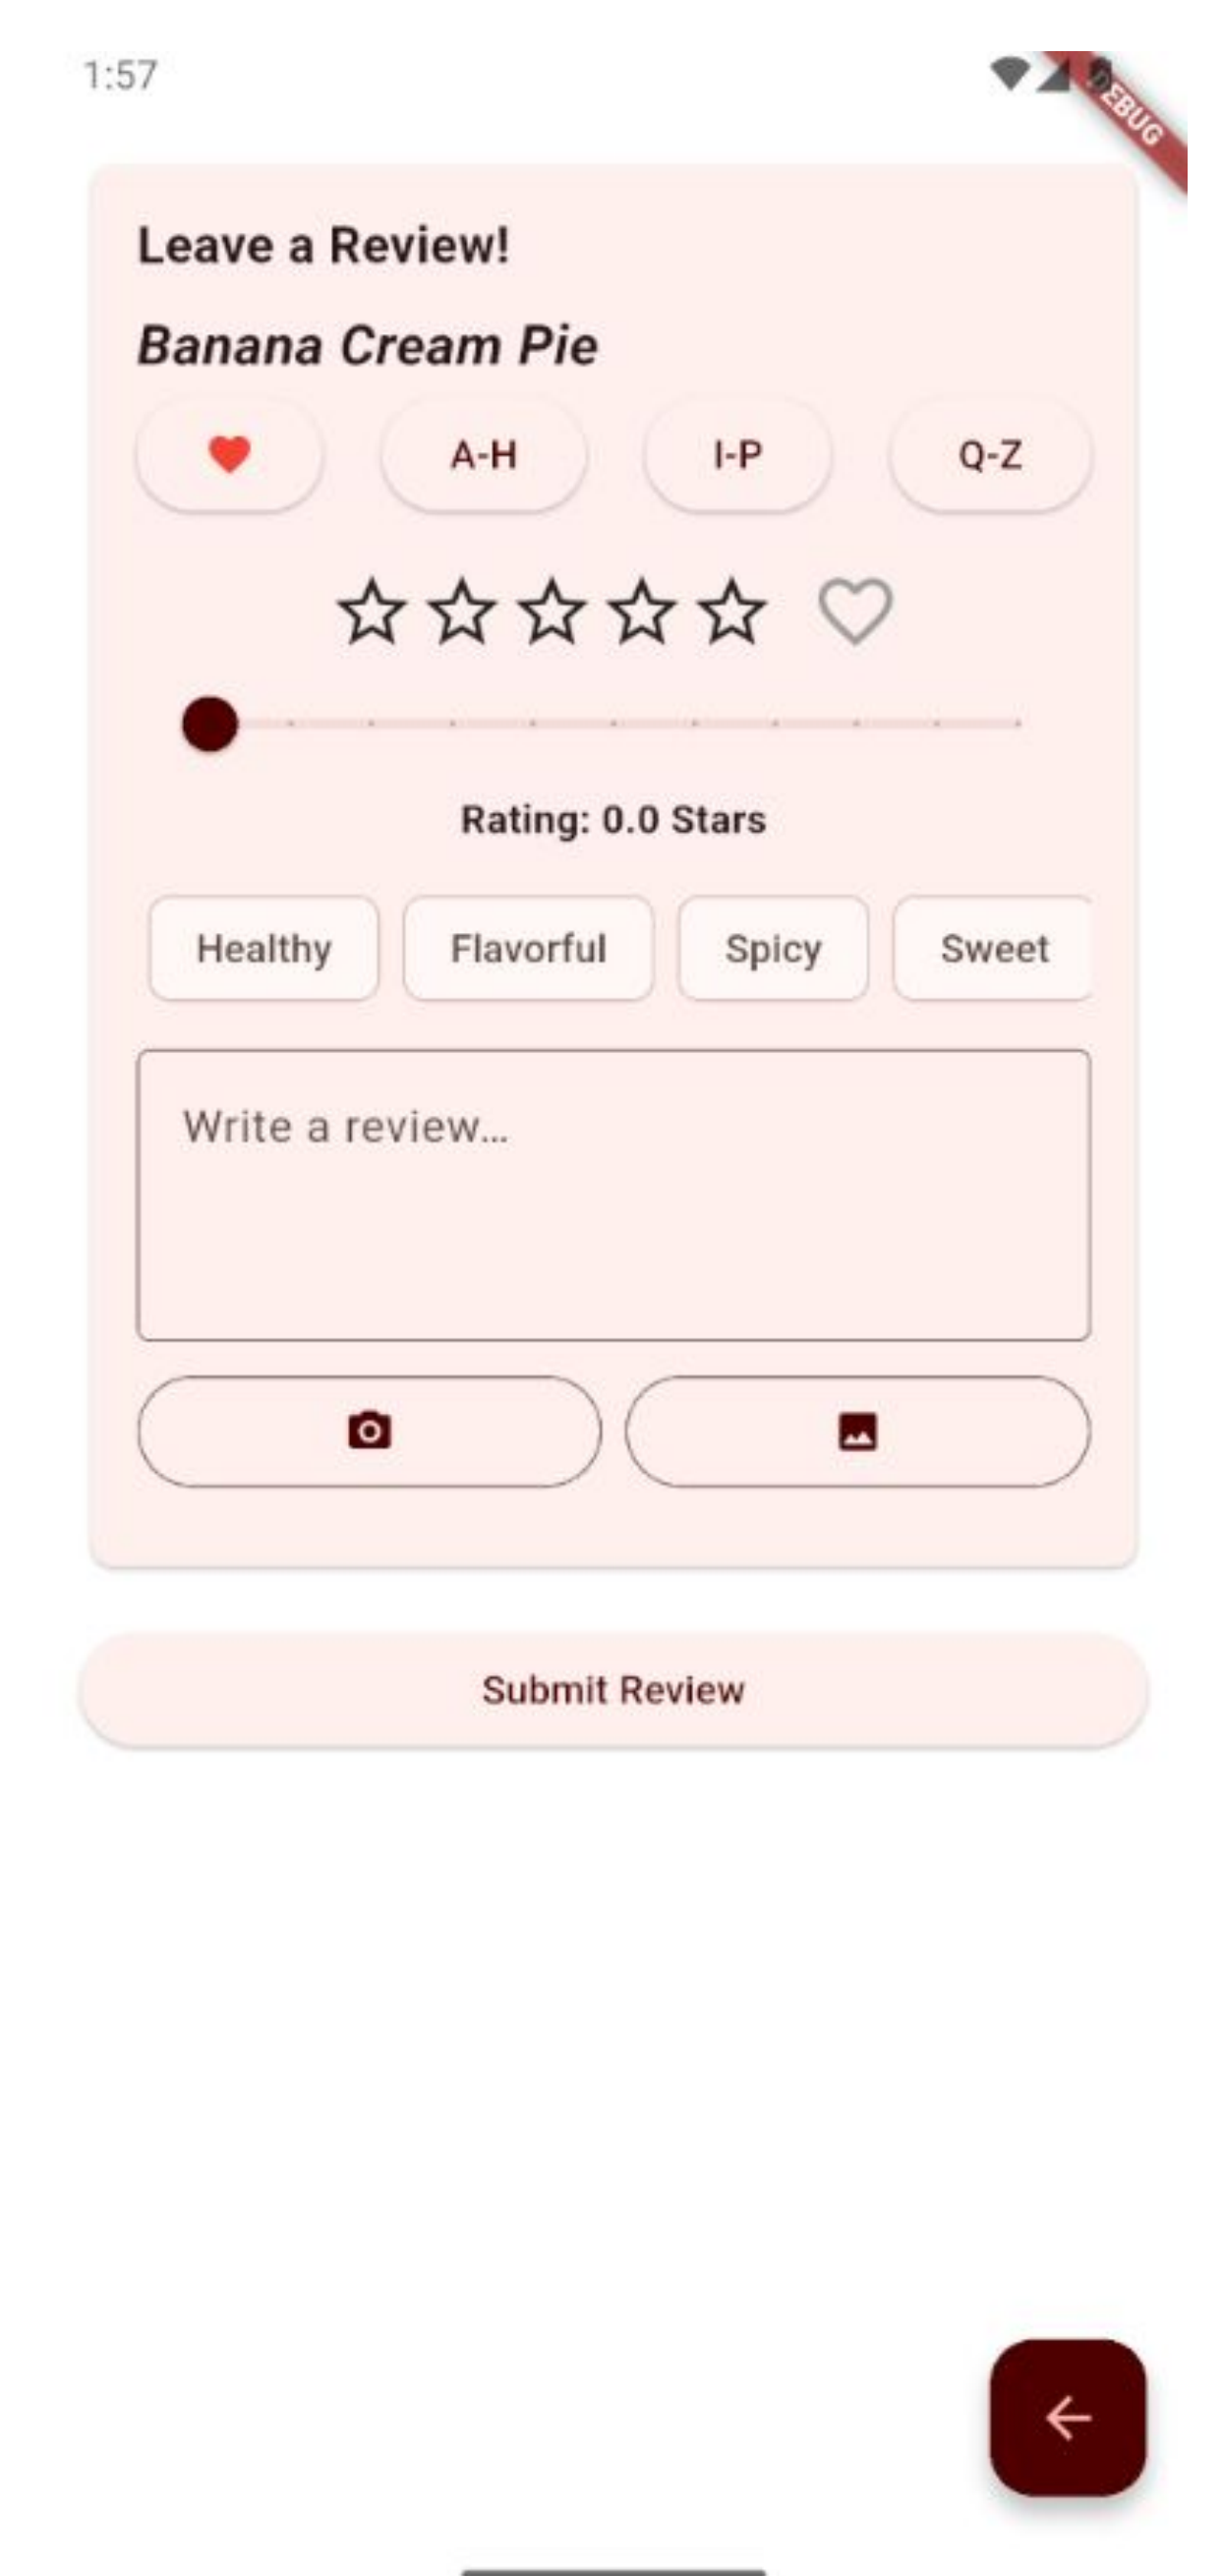 1:57
DEBUG
Leave a Review!
Banana Cream Pie
A-H I-P Q-Z
Rating: 0.0 Stars
Healthy Flavorful Spicy Sweet
Write a review...
Submit Review